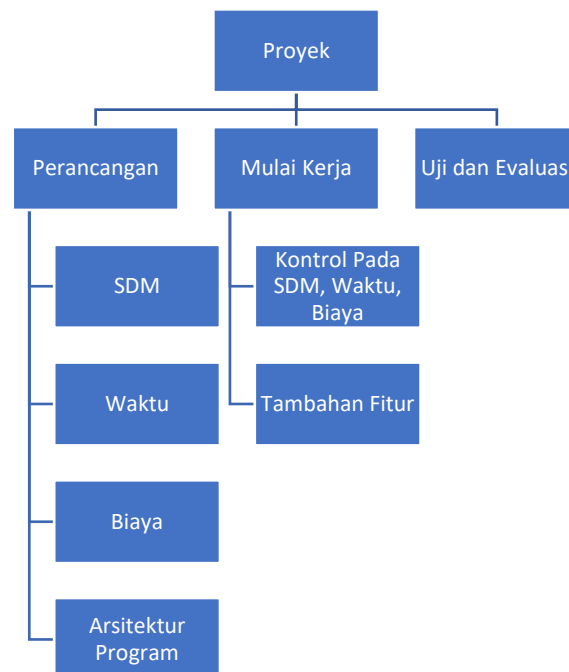 Proyek
Perancangan
Mulai Kerja
Uji dan Evaluas
SDM
Waktu
Biaya
Arsitektur
Program
Kontrol Pada
SDM, Waktu,
Biaya
Tambahan Fitur